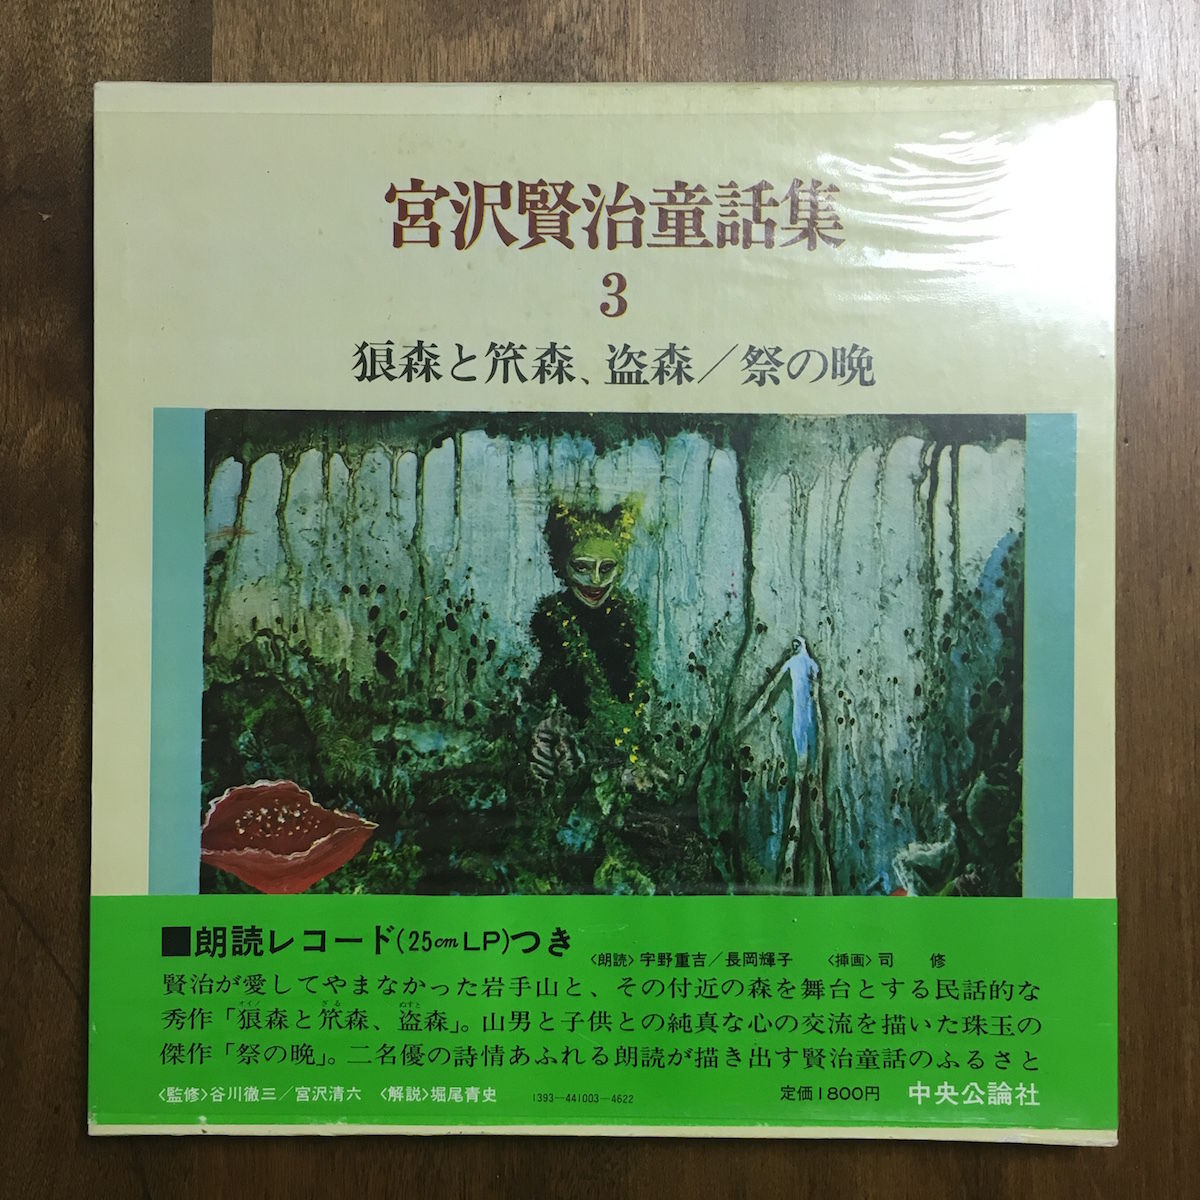 宮沢賢治童話集
3
狼森と笊森、盗森／祭の晩
■朗読レコード(25cm LP)つき
〈朗読〉宇野重吉／長岡輝子 〈挿画〉司 修
賢治が愛してやまなかった岩手山と、その付近の森を舞台とする民話的な
オイノ ざる ぬすと
秀作「狼森と笊森、盗森」。山男と子供との純真な心の交流を描いた珠玉の
傑作「祭の晩」。二名優の詩情あふれる朗読が描き出す賢治童話のふるさと
〈監修〉谷川徹三／宮沢清六 〈解説〉堀尾青史 1393—441003—4622 定価1800円 中央公論社